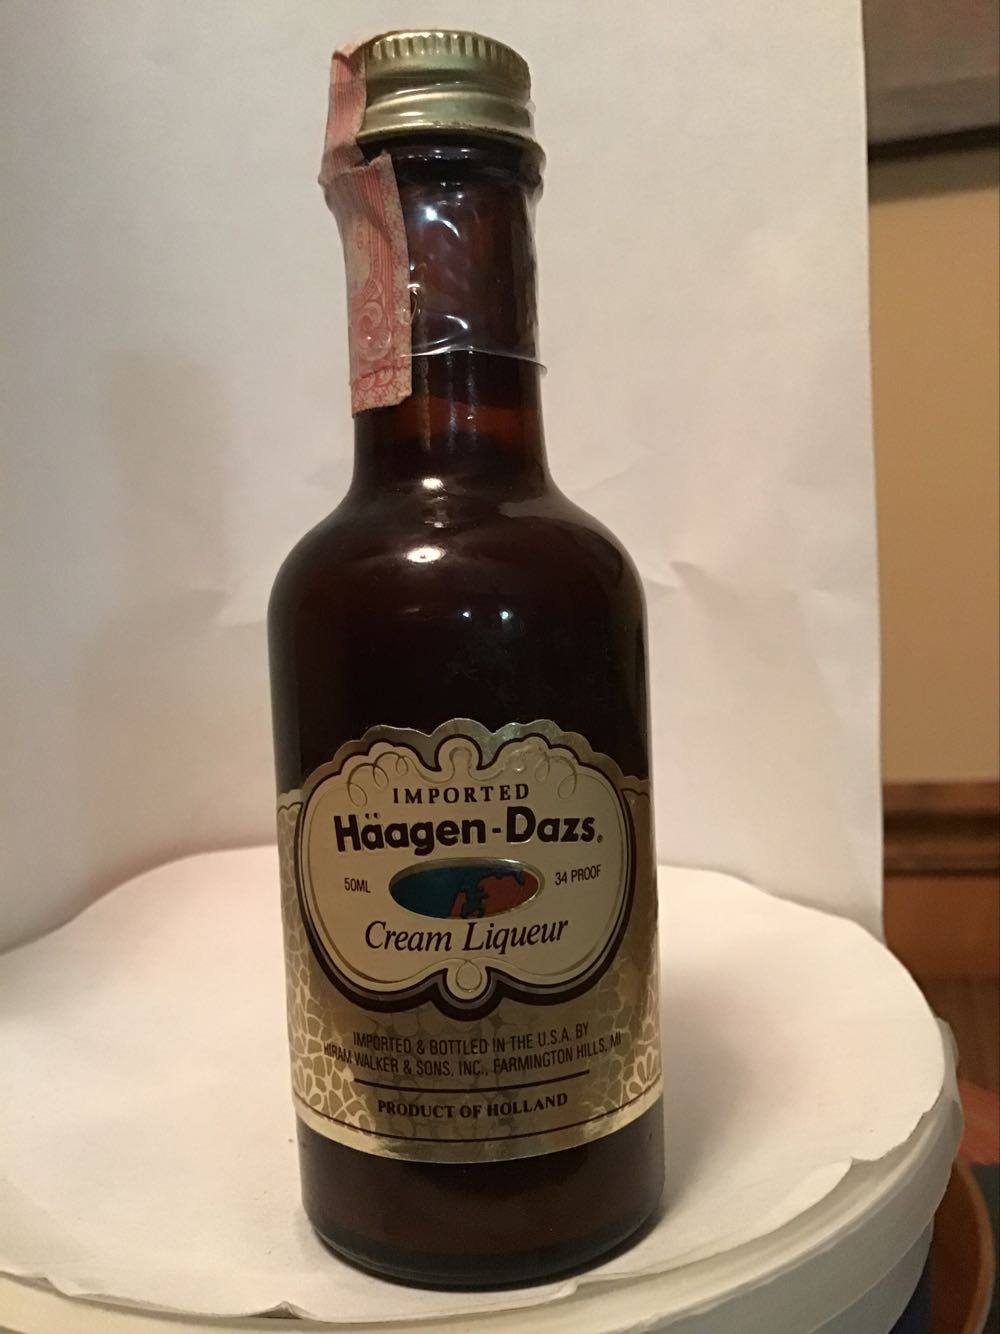 IMPORTED
Häagen-Dazs®
50ML
34 PROOF
Cream Liqueur
IMPORTED & BOTTLED IN THE U.S.A. BY
HIRAM WALKER & SONS, INC., FARMINGTON HILLS, MI
PRODUCT OF HOLLAND